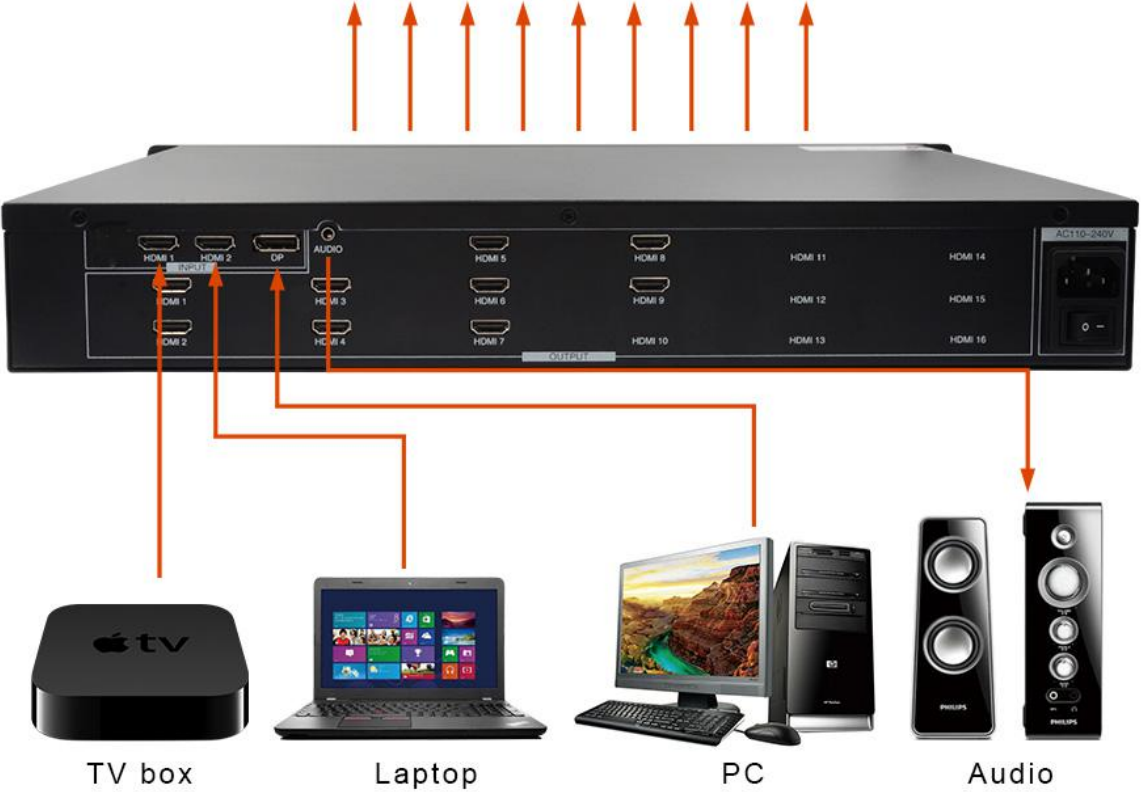 AC110-240V
HDMI 1
HDMI 2
DP
AUDIO
HDMI 5
HDMI 8
HDMI 11
HDMI 14
INPUT
HDMI 1
HDMI 3
HDMI 6
HDMI 9
HDMI 12
HDMI 15
HDMI 2
HDMI 4
HDMI 7
HDMI 10
HDMI 13
HDMI 16
OUTPUT
tv
hp
PHILIPS
PHILIPS
TV box
Laptop
PC
Audio